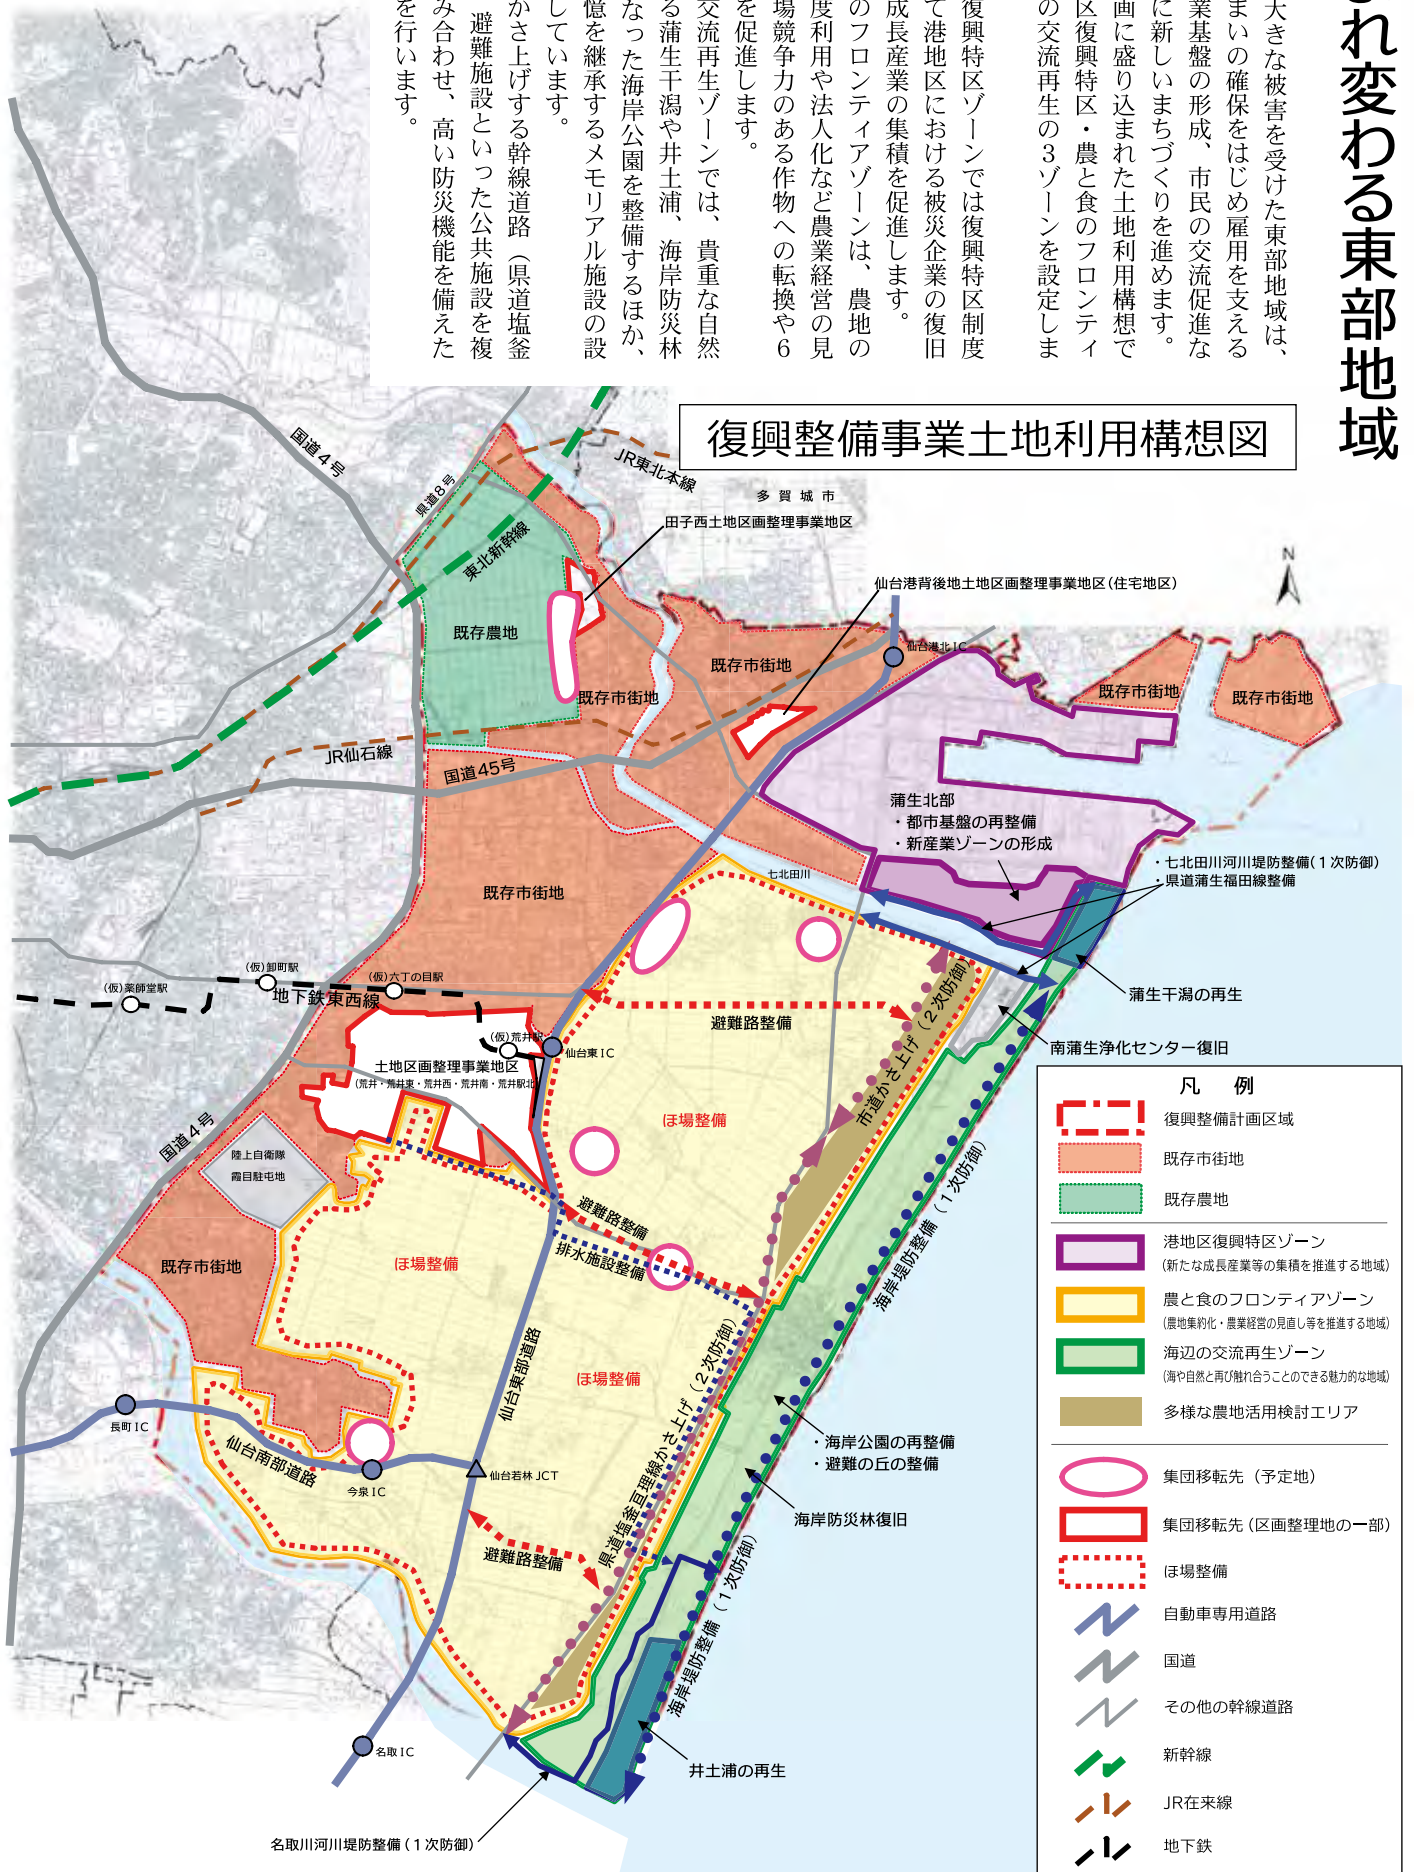 れ変わる東部地域
大きな被害を受けた東部地域は、
まいの確保をはじめ雇用を支える
業基盤の形成、市民の交流促進な
に新しいまちづくりを進めます。
画に盛り込まれた土地利用構想で
区復興特区・農と食のフロンティ
の交流再生の3ゾーンを設定しま
復興特区ゾーンでは復興特区制度
て港地区における被災企業の復旧
成長産業の集積を促進します。
のフロンティアゾーンは、農地の
度利用や法人化など農業経営の見
場競争力のある作物への転換や6
を促進します。
交流再生ゾーンでは、貴重な自然
る蒲生干潟や井土浦、海岸防災林
なった海岸公園を整備するほか、
憶を継承するメモリアル施設の設
しています。
かさ上げする幹線道路（県道塩釜
避難施設といった公共施設を複
み合わせ、高い防災機能を備えた
を行います。
復興整備事業土地利用構想図
国道4号
県道8号
JR東北本線
多賀城市
田子西土地区画整理事業地区
東北新幹線
仙台港背後地土地区画整理事業地区(住宅地区)
N
既存農地
既存市街地
既存市街地
仙台港北IC
既存市街地
既存市街地
JR仙石線
国道45号
蒲生北部
・都市基盤の再整備
・新産業ゾーンの形成
・七北田川河川堤防整備(1次防御)
・県道蒲生福田線整備
七北田川
既存市街地
(仮)薬師堂駅
(仮)卸町駅
(仮)六丁の目駅
地下鉄東西線
(仮)荒井駅
仙台東IC
土地区画整理事業地区
(荒井・荒井東・荒井西・荒井南・荒井駅北)
避難路整備
市道かさ上げ(2次防御)
蒲生干潟の再生
南蒲生浄化センター復旧
ほ場整備
国道4号
陸上自衛隊
霞目駐屯地
既存市街地
ほ場整備
避難路整備
排水施設整備
海岸堤防整備(1次防御)
仙台東部道路
ほ場整備
県道塩釜亘理線かさ上げ(2次防御)
長町IC
仙台南部道路
今泉IC
仙台若林JCT
避難路整備
・海岸公園の再整備
・避難の丘の整備
海岸防災林復旧
海岸堤防整備(1次防御)
名取IC
井土浦の再生
名取川河川堤防整備(1次防御)
凡 例
復興整備計画区域
既存市街地
既存農地
港地区復興特区ゾーン
(新たな成長産業等の集積を推進する地域)
農と食のフロンティアゾーン
(農地集約化・農業経営の見直し等を推進する地域)
海辺の交流再生ゾーン
(海や自然と再び触れ合うことのできる魅力的な地域)
多様な農地活用検討エリア
集団移転先（予定地）
集団移転先(区画整理地の一部)
ほ場整備
自動車専用道路
国道
その他の幹線道路
新幹線
JR在来線
地下鉄